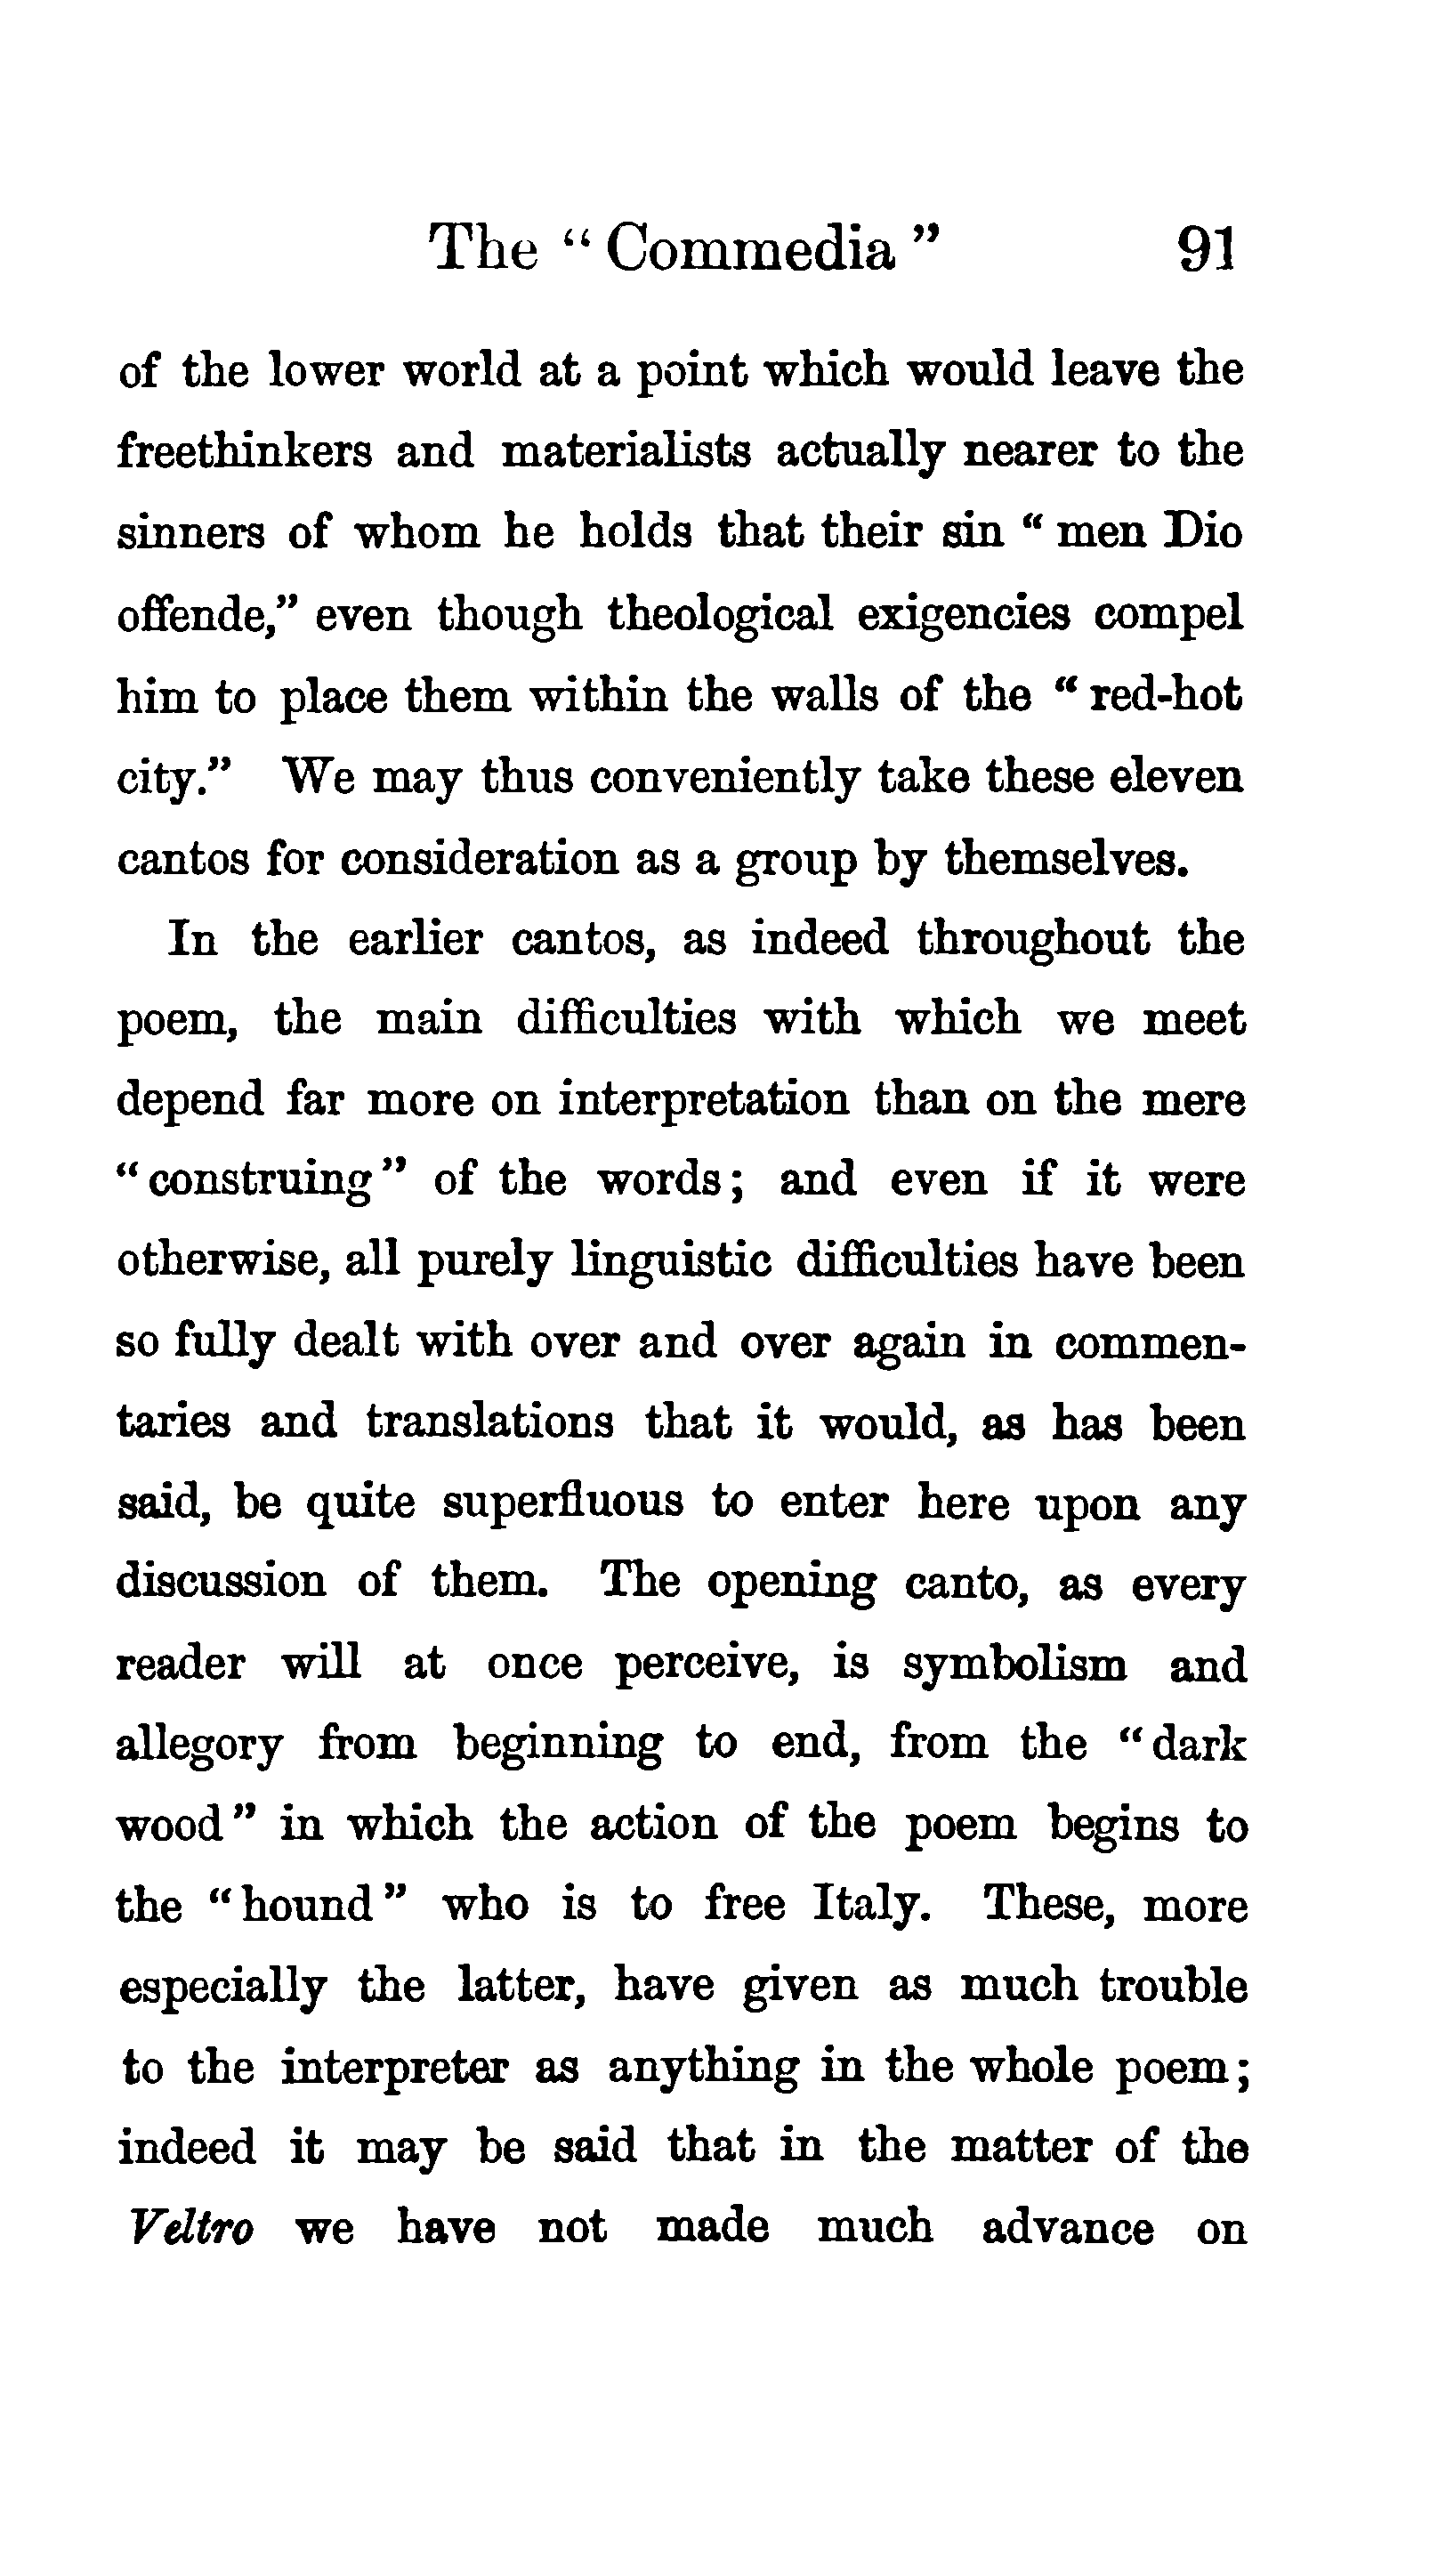 The “ Commedia ” 91
of the lower world at a point which would leave the
freethinkers and materialists actually nearer to the
sinners of whom he holds that their sin “ men Dio
offende,” even though theological exigencies compel
him to place them within the walls of the “ red-hot
city.” We may thus conveniently take these eleven
cantos for consideration as a group by themselves.
In the earlier cantos, as indeed throughout the
poem, the main difficulties with which we meet
depend far more on interpretation than on the mere
“ construing ” of the words ; and even if it were
otherwise, all purely linguistic difficulties have been
so fully dealt with over and over again in commen-
taries and translations that it would, as has been
said, be quite superfluous to enter here upon any
discussion of them. The opening canto, as every
reader will at once perceive, is symbolism and
allegory from beginning to end, from the “ dark
wood ” in which the action of the poem begins to
the “ hound ” who is to free Italy. These, more
especially the latter, have given as much trouble
to the interpreter as anything in the whole poem ;
indeed it may be said that in the matter of the
Veltro we have not made much advance on